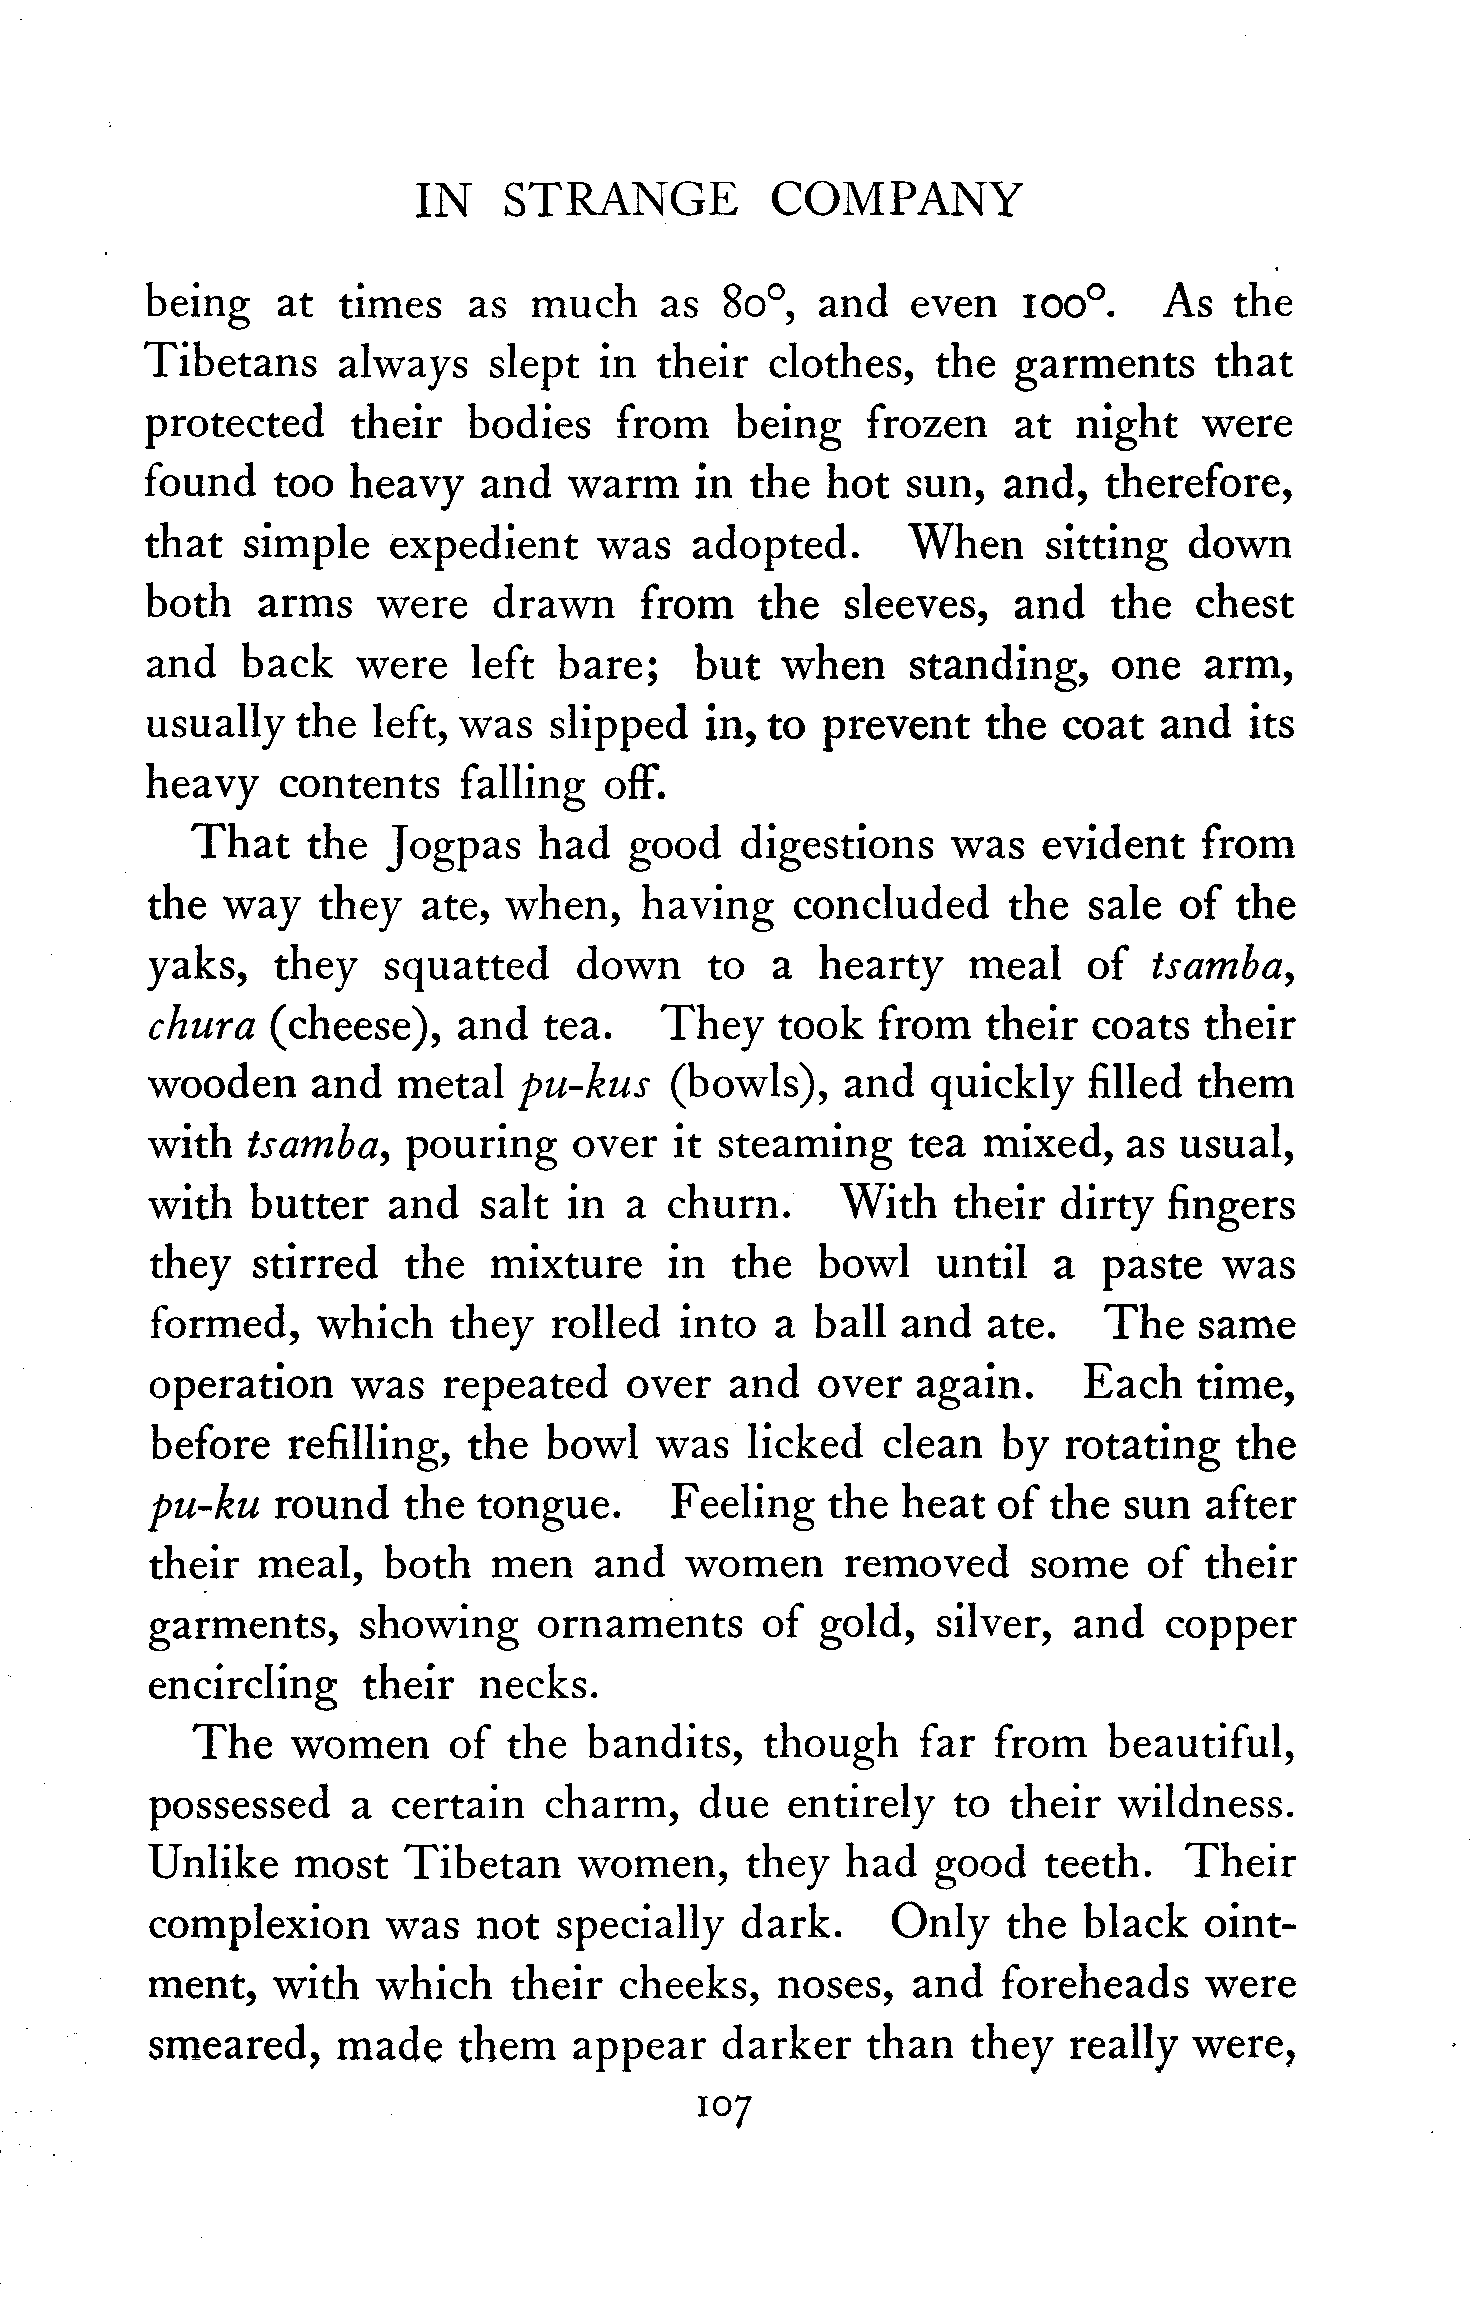 IN STRANGE COMPANY
being at times as much as 80°, and even 100°. As the
Tibetans always slept in their clothes, the garments that
protected their bodies from being frozen at night were
found too heavy and warm in the hot sun, and, therefore,
that simple expedient was adopted. When sitting down
both arms were drawn from the sleeves, and the chest
and back were left bare; but when standing, one arm,
usually the left, was slipped in, to prevent the coat and its
heavy contents falling off.
That the Jogpas had good digestions was evident from
the way they ate, when, having concluded the sale of the
yaks, they squatted down to a hearty meal of tsamba,
chura (cheese), and tea. They took from their coats their
wooden and metal pu-kus (bowls), and quickly filled them
with tsamba, pouring over it steaming tea mixed, as usual,
with butter and salt in a churn. With their dirty fingers
they stirred the mixture in the bowl until a paste was
formed, which they rolled into a ball and ate. The same
operation was repeated over and over again. Each time,
before refilling, the bowl was licked clean by rotating the
pu-ku round the tongue. Feeling the heat of the sun after
their meal, both men and women removed some of their
garments, showing ornaments of gold, silver, and copper
encircling their necks.
The women of the bandits, though far from beautiful,
possessed a certain charm, due entirely to their wildness.
Unlike most Tibetan women, they had good teeth. Their
complexion was not specially dark. Only the black oint-
ment, with which their cheeks, noses, and foreheads were
smeared, made them appear darker than they really were,
107